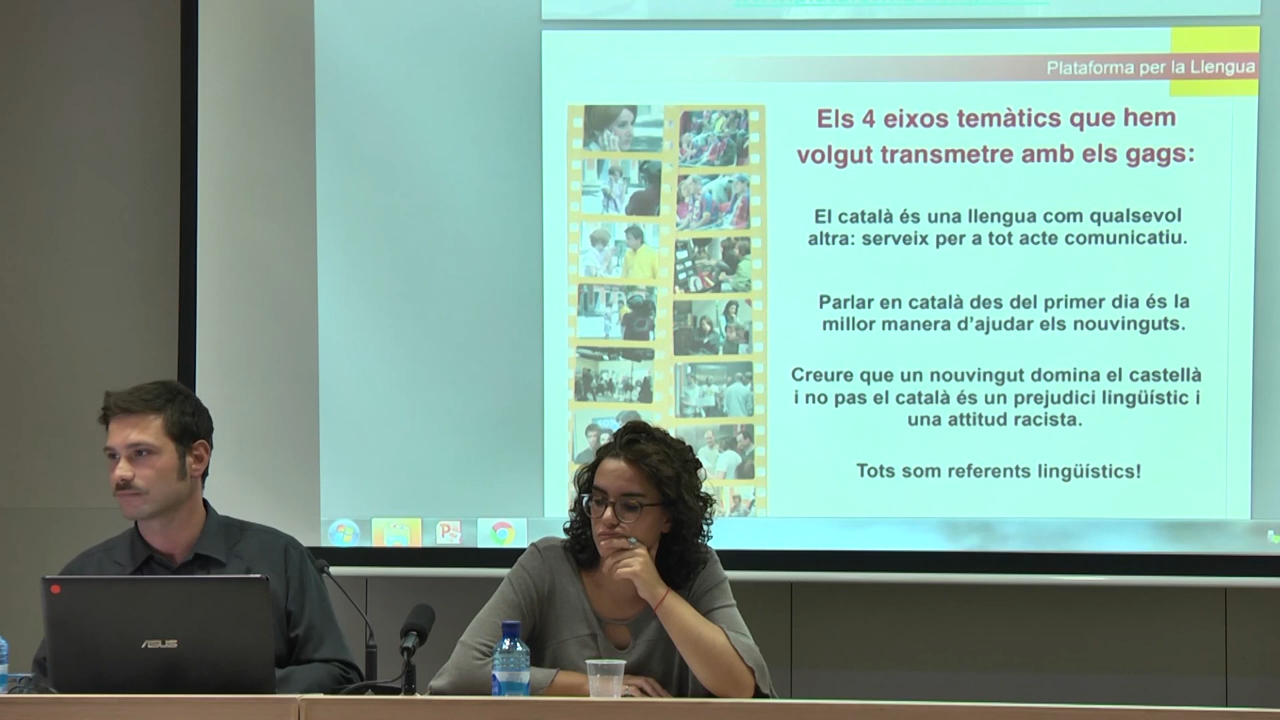 Plataforma per la Llengua
Els 4 eixos temàtics que hem
volgut transmetre amb els gags:
El català és una llengua com qualsevol
altra: serveix per a tot acte comunicatiu.
Parlar en català des del primer dia és la
millor manera d'ajudar els nouvinguts.
Creure que un nouvingut domina el castellà
i no pas el català és un prejudici lingüístic i
una attitud racista.
Tots som referents lingüístics!
ASUS